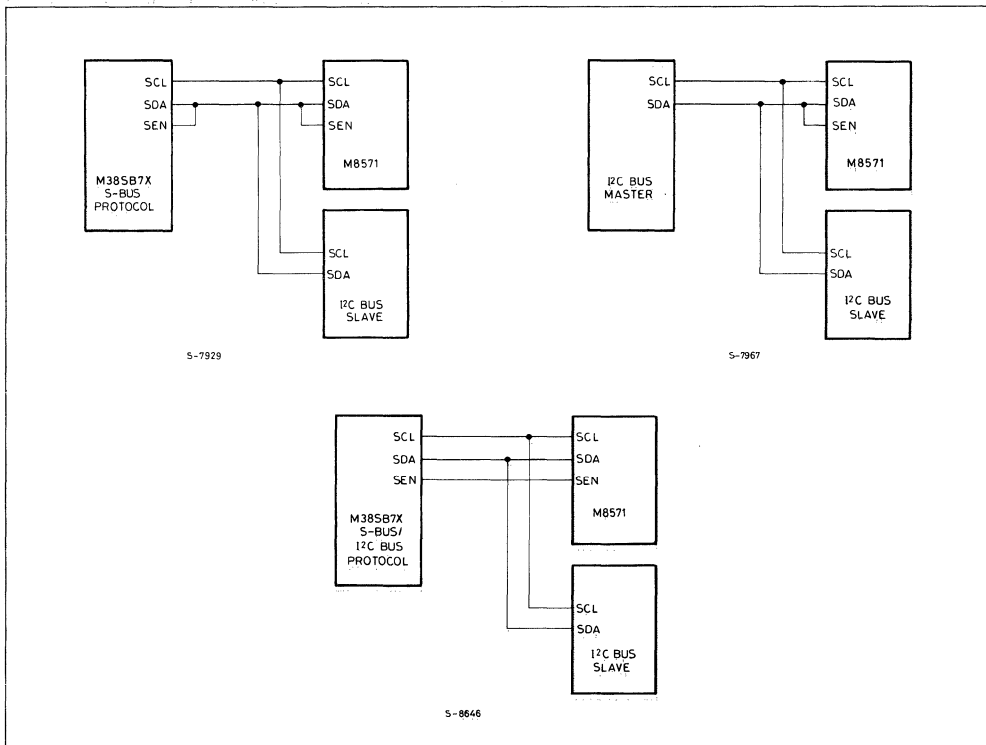 SCL
SDA
SEN
M38SB7X
S-BUS
PROTOCOL
SCL
SDA
SEN
M8571
SCL
SDA
I²C BUS
SLAVE
S-7929
SCL
SDA
I²C BUS
MASTER
SCL
SDA
SEN
M8571
SCL
SDA
I²C BUS
SLAVE
S-7967
SCL
SDA
SEN
M38SB7X
S-BUS/
I²C BUS
PROTOCOL
SCL
SDA
SEN
M8571
SCL
SDA
I²C BUS
SLAVE
S-8646